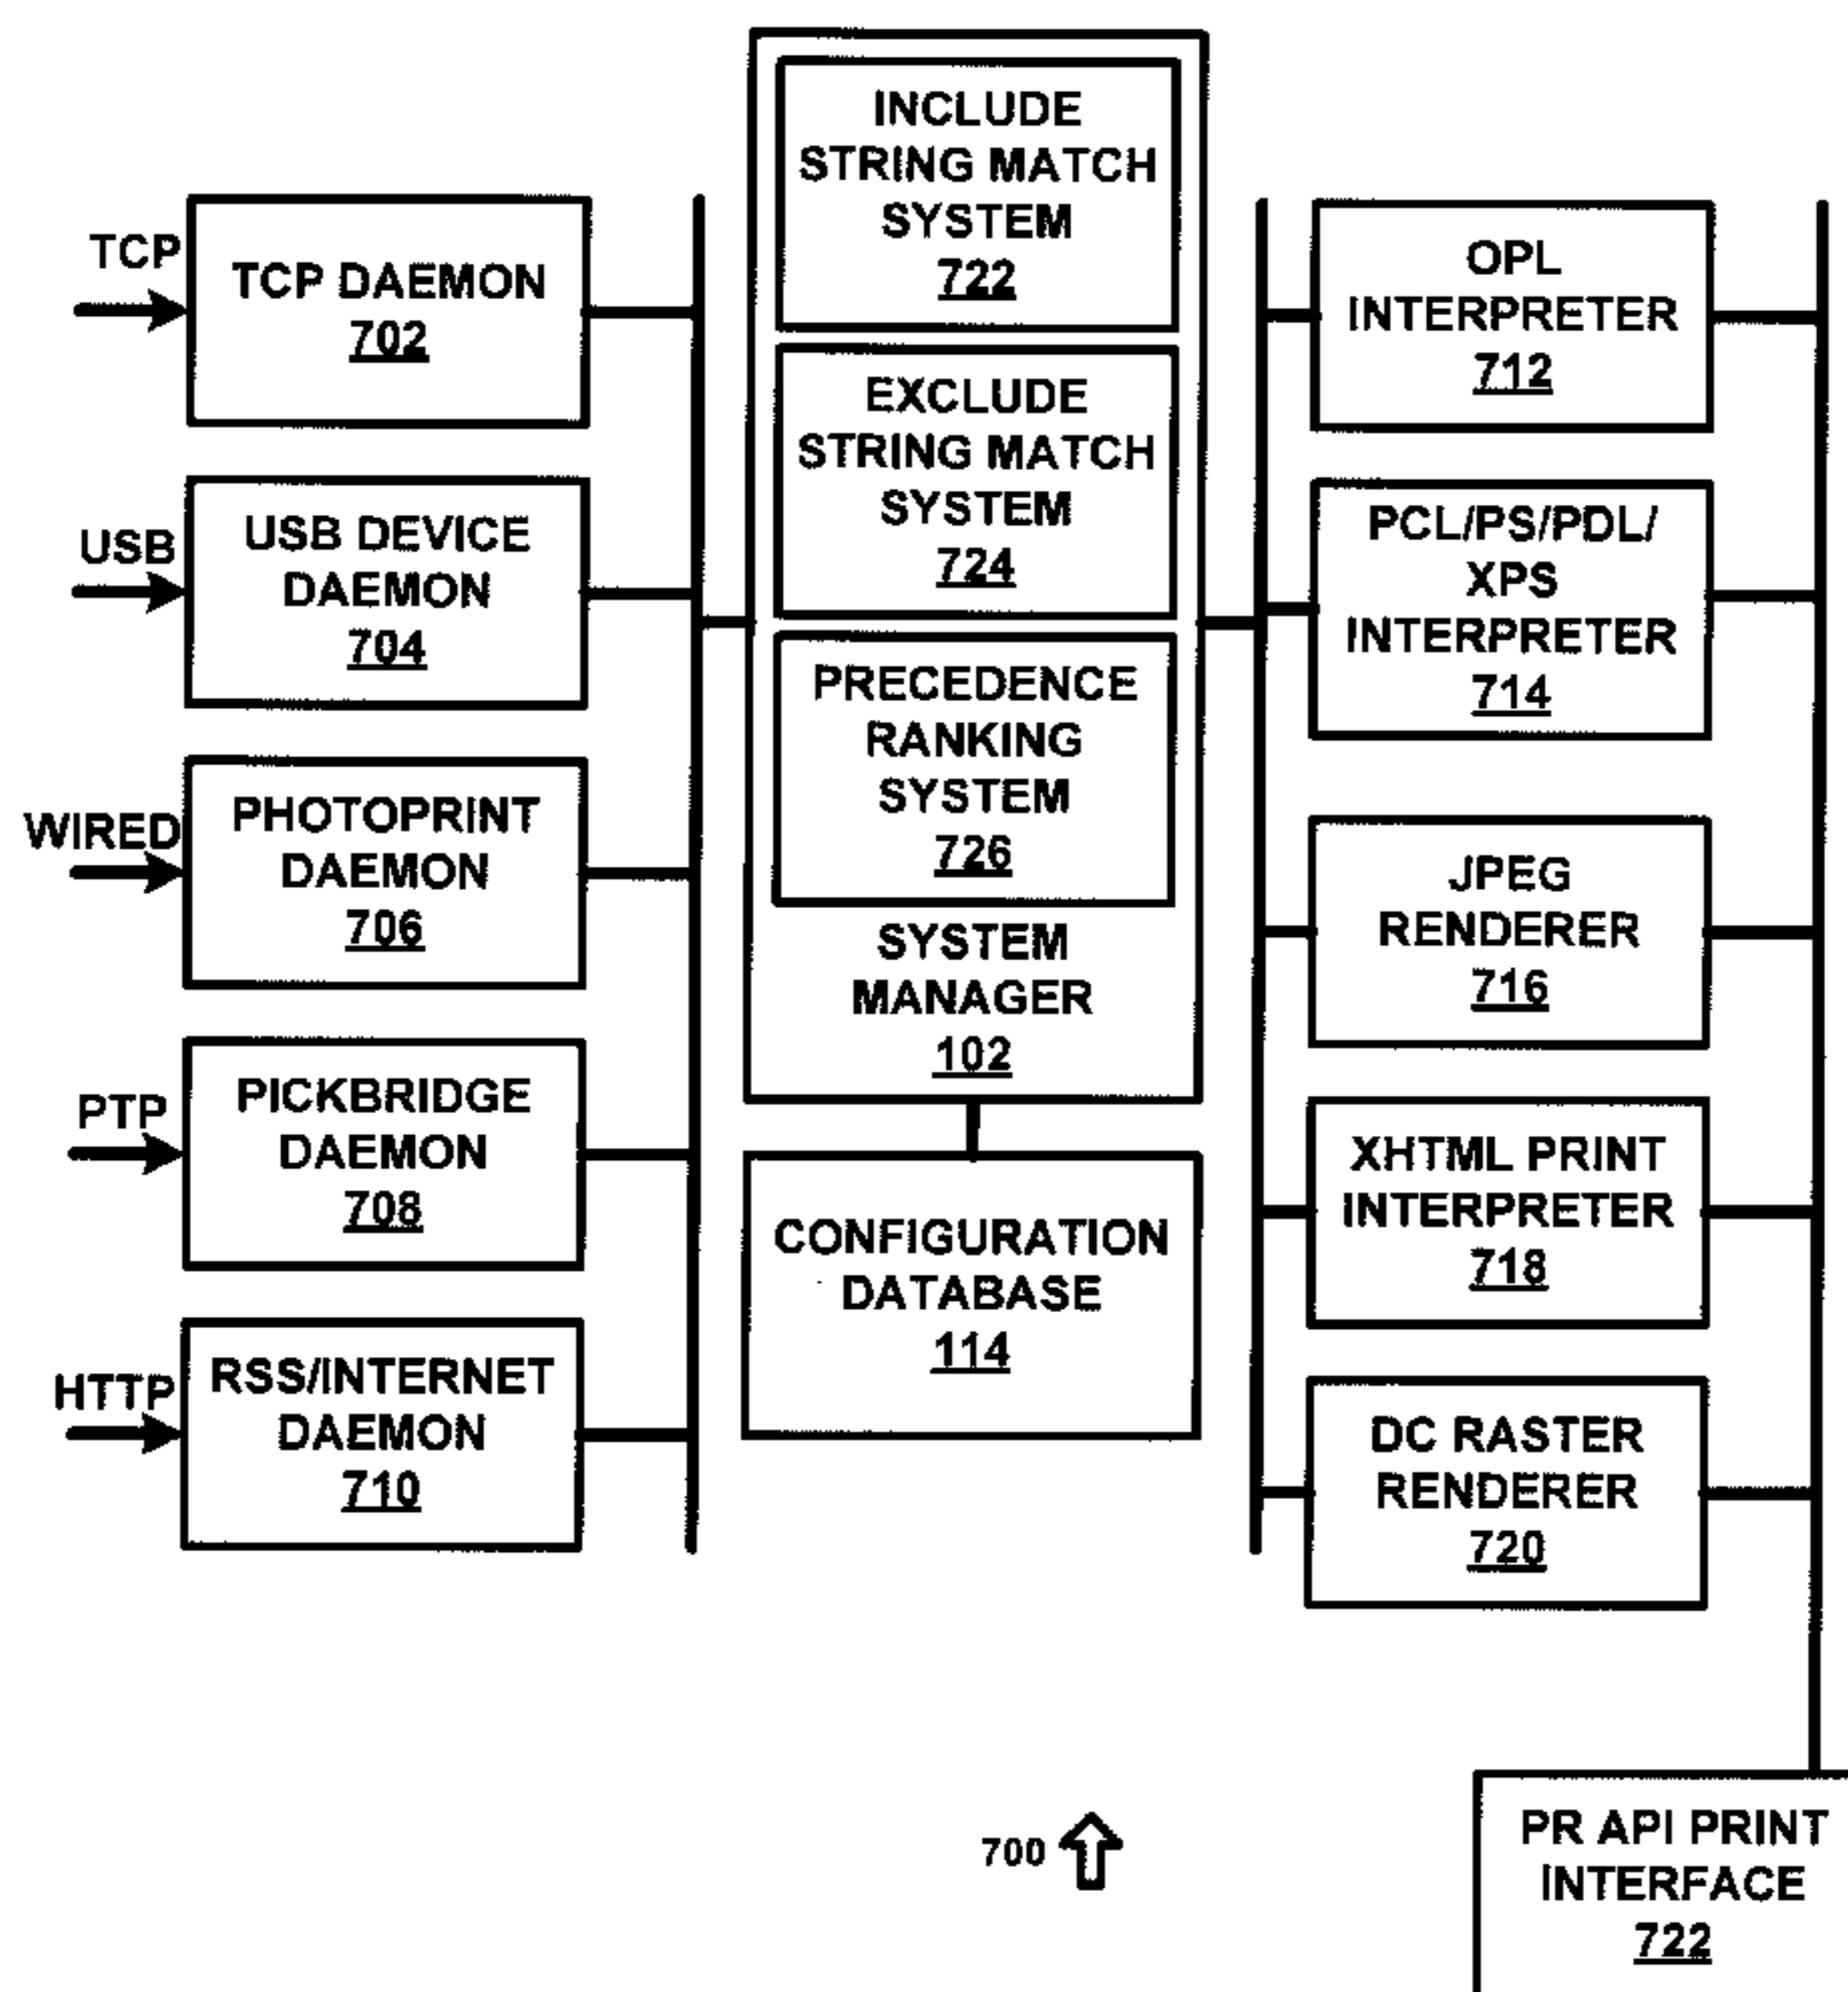 TCP
TCP DAEMON
702
USB
USB DEVICE
DAEMON
704
WIRED
PHOTOPRINT
DAEMON
706
PTP
PICKBRIDGE
DAEMON
708
HTTP
RSS/INTERNET
DAEMON
710
INCLUDE
STRING MATCH
SYSTEM
722
EXCLUDE
STRING MATCH
SYSTEM
724
PRECEDENCE
RANKING
SYSTEM
726
SYSTEM
MANAGER
102
CONFIGURATION
DATABASE
114
OPL
INTERPRETER
712
PCL/PS/PDL/
XPS
INTERPRETER
714
JPEG
RENDERER
716
XHTML PRINT
INTERPRETER
718
DC RASTER
RENDERER
720
700
PR API PRINT
INTERFACE
722